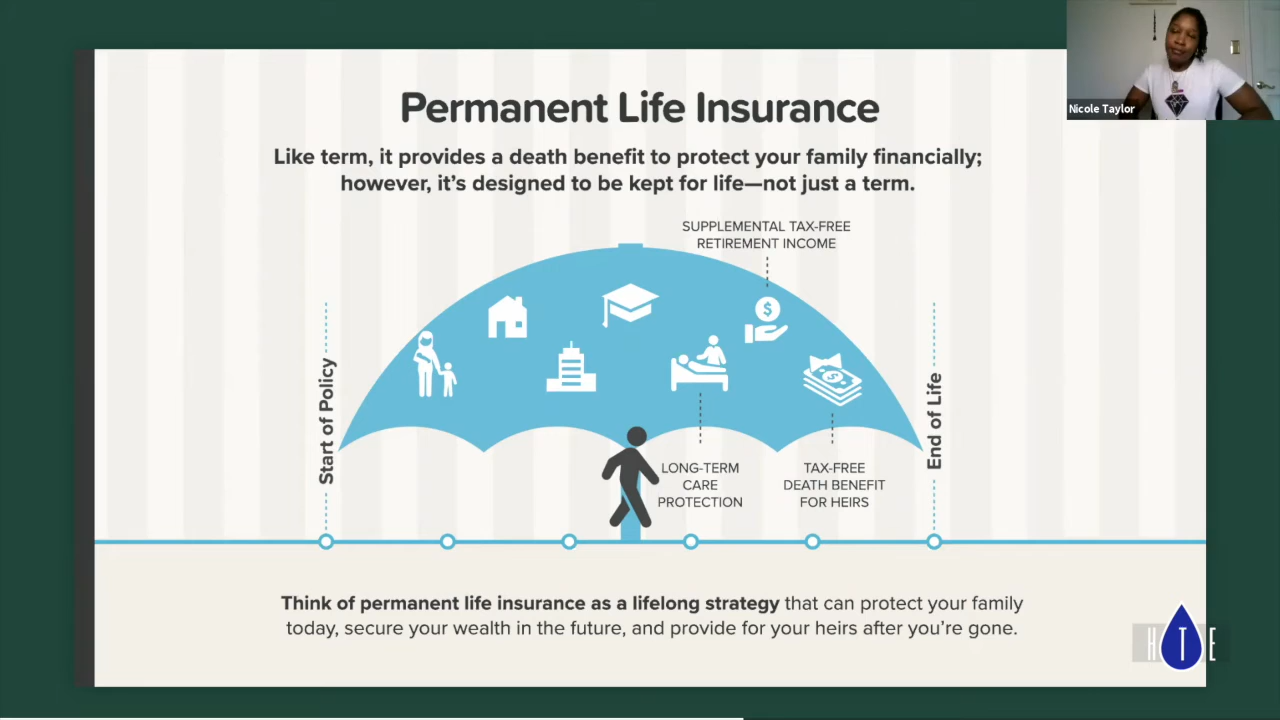 Permanent Life Insurance
Like term, it provides a death benefit to protect your family financially;
however, it’s designed to be kept for life—not just a term.
Nicole Taylor
SUPPLEMENTAL TAX-FREE
RETIREMENT INCOME
Start of Policy
End of Life
LONG-TERM
CARE
PROTECTION
TAX-FREE
DEATH BENEFIT
FOR HEIRS
Think of permanent life insurance as a lifelong strategy that can protect your family
today, secure your wealth in the future, and provide for your heirs after you’re gone.
H T E